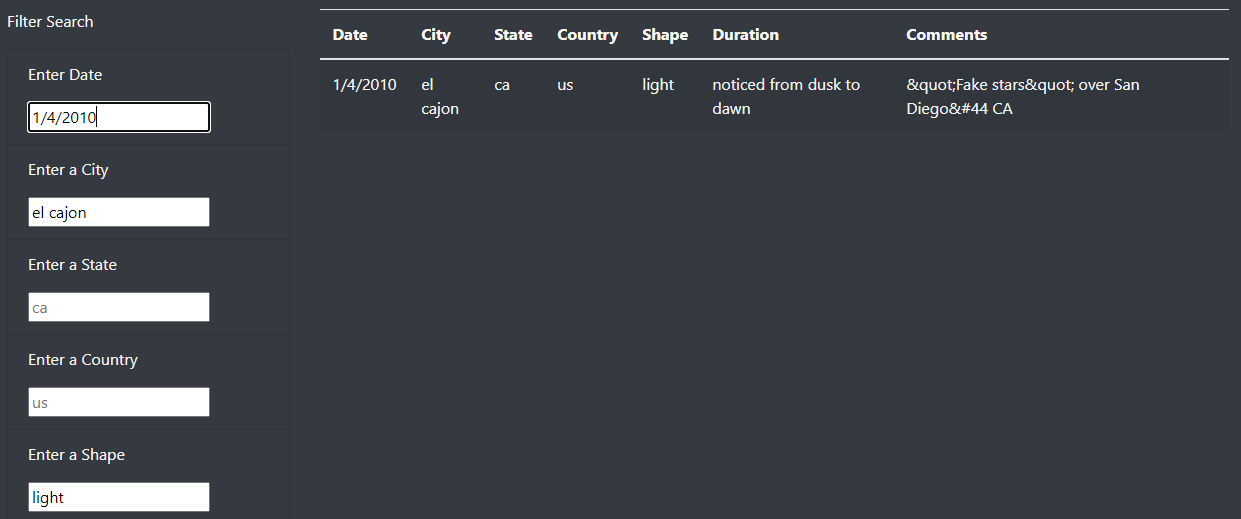 Filter Search
Enter Date
1/4/2010
Enter a City
el cajon
Enter a State
ca
Enter a Country
us
Enter a Shape
light
Date City State Country Shape Duration Comments
1/4/2010 el ca us light noticed from dusk to &quot;Fake stars&quot; over San
cajon dawn Diego&#44 CA